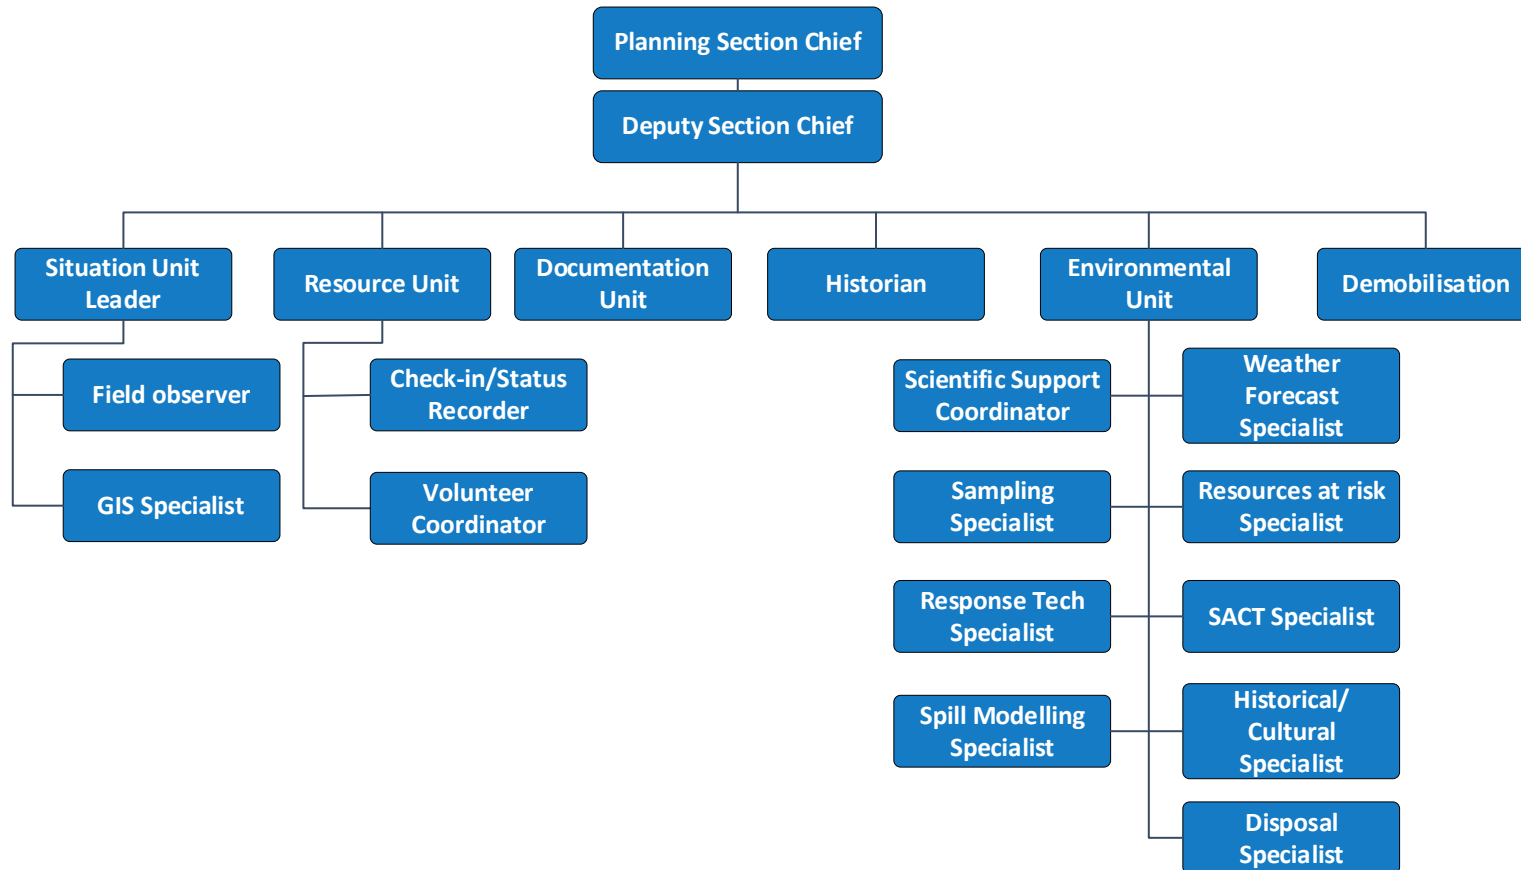 Planning Section Chief
Deputy Section Chief
Situation Unit
Leader
Resource Unit
Documentation
Unit
Historian
Environmental
Unit
Demobilisation
Field observer
GIS Specialist
Check-in/Status
Recorder
Volunteer
Coordinator
Scientific Support
Coordinator
Weather
Forecast
Specialist
Sampling
Specialist
Resources at risk
Specialist
Response Tech
Specialist
SACT Specialist
Spill Modelling
Specialist
Historical/
Cultural
Specialist
Disposal
Specialist